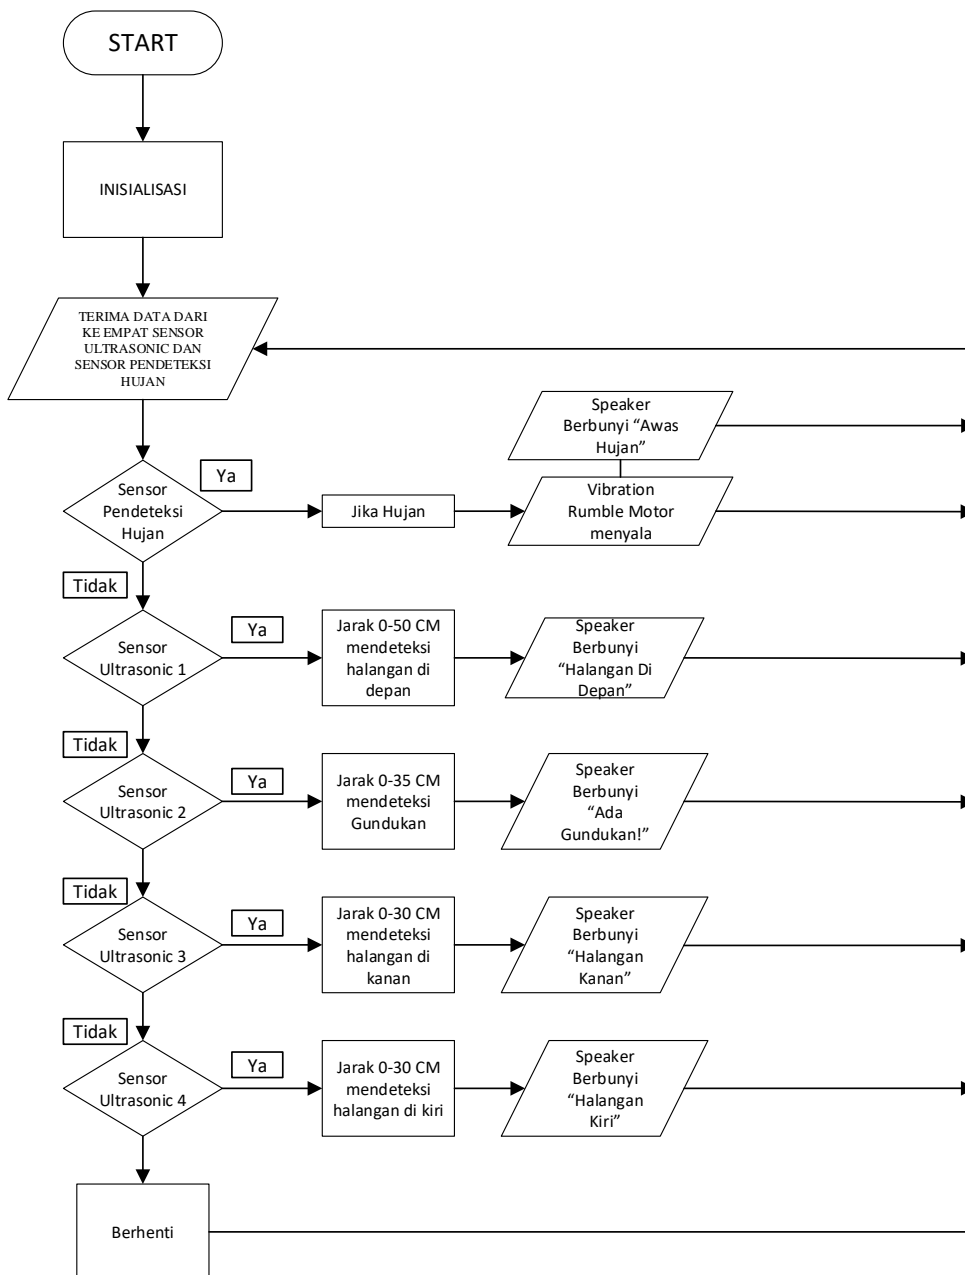 START
INISIALISASI
TERIMA DATA DARI
KE EMPAT SENSOR
ULTRASONIC DAN
SENSOR PENDETEKSI
HUJAN
Speaker
Berbunyi “Awas
Hujan”
Ya
Sensor
Pendeteksi
Hujan
Jika Hujan
Vibration
Rumble Motor
menyala
Tidak
Ya
Sensor
Ultrasonic 1
Jarak 0-50 CM
mendeteksi
halangan di
depan
Speaker
Berbunyi
“Halangan Di
Depan”
Tidak
Ya
Sensor
Ultrasonic 2
Jarak 0-35 CM
mendeteksi
Gundukan
Speaker
Berbunyi
“Ada
Gundukan!”
Tidak
Ya
Sensor
Ultrasonic 3
Jarak 0-30 CM
mendeteksi
halangan di
kanan
Speaker
Berbunyi
“Halangan
Kanan”
Tidak
Ya
Sensor
Ultrasonic 4
Jarak 0-30 CM
mendeteksi
halangan di kiri
Speaker
Berbunyi
“Halangan
Kiri”
Berhenti